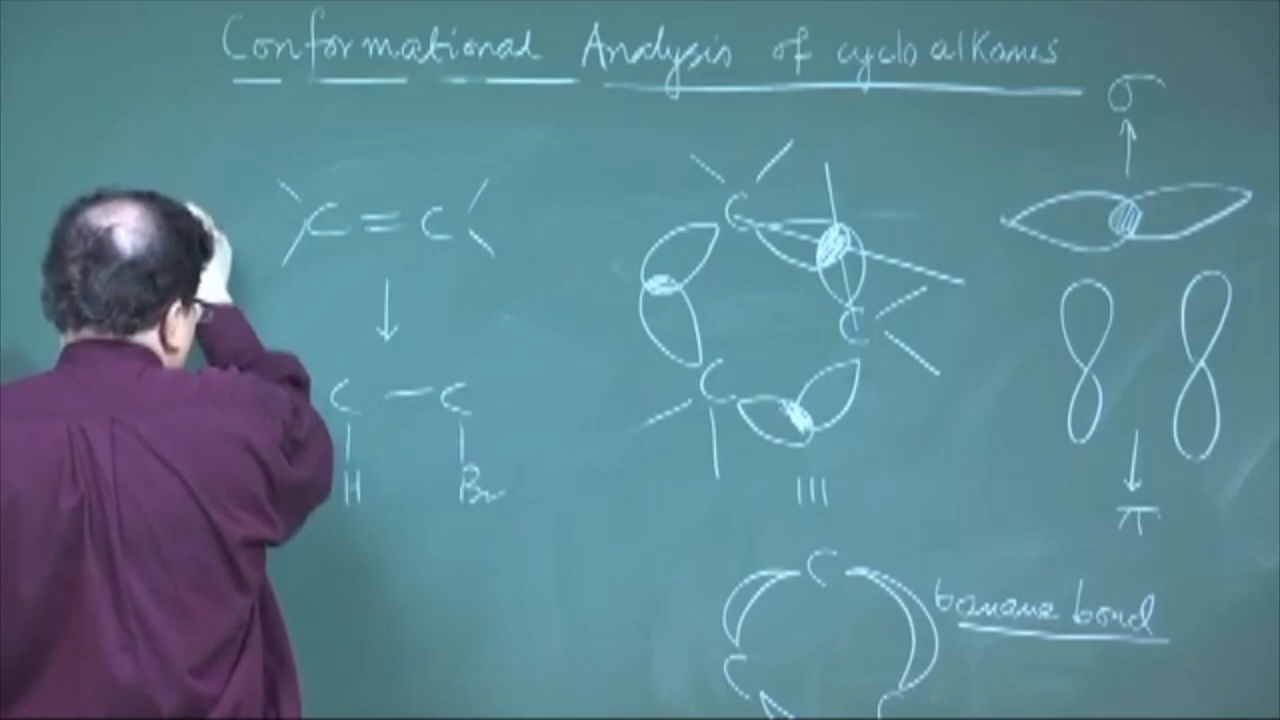 Conformational Analysis of cycloalkanes
σ
C = C
C
C
C
C — C
H Br
π
C
banana bond
C